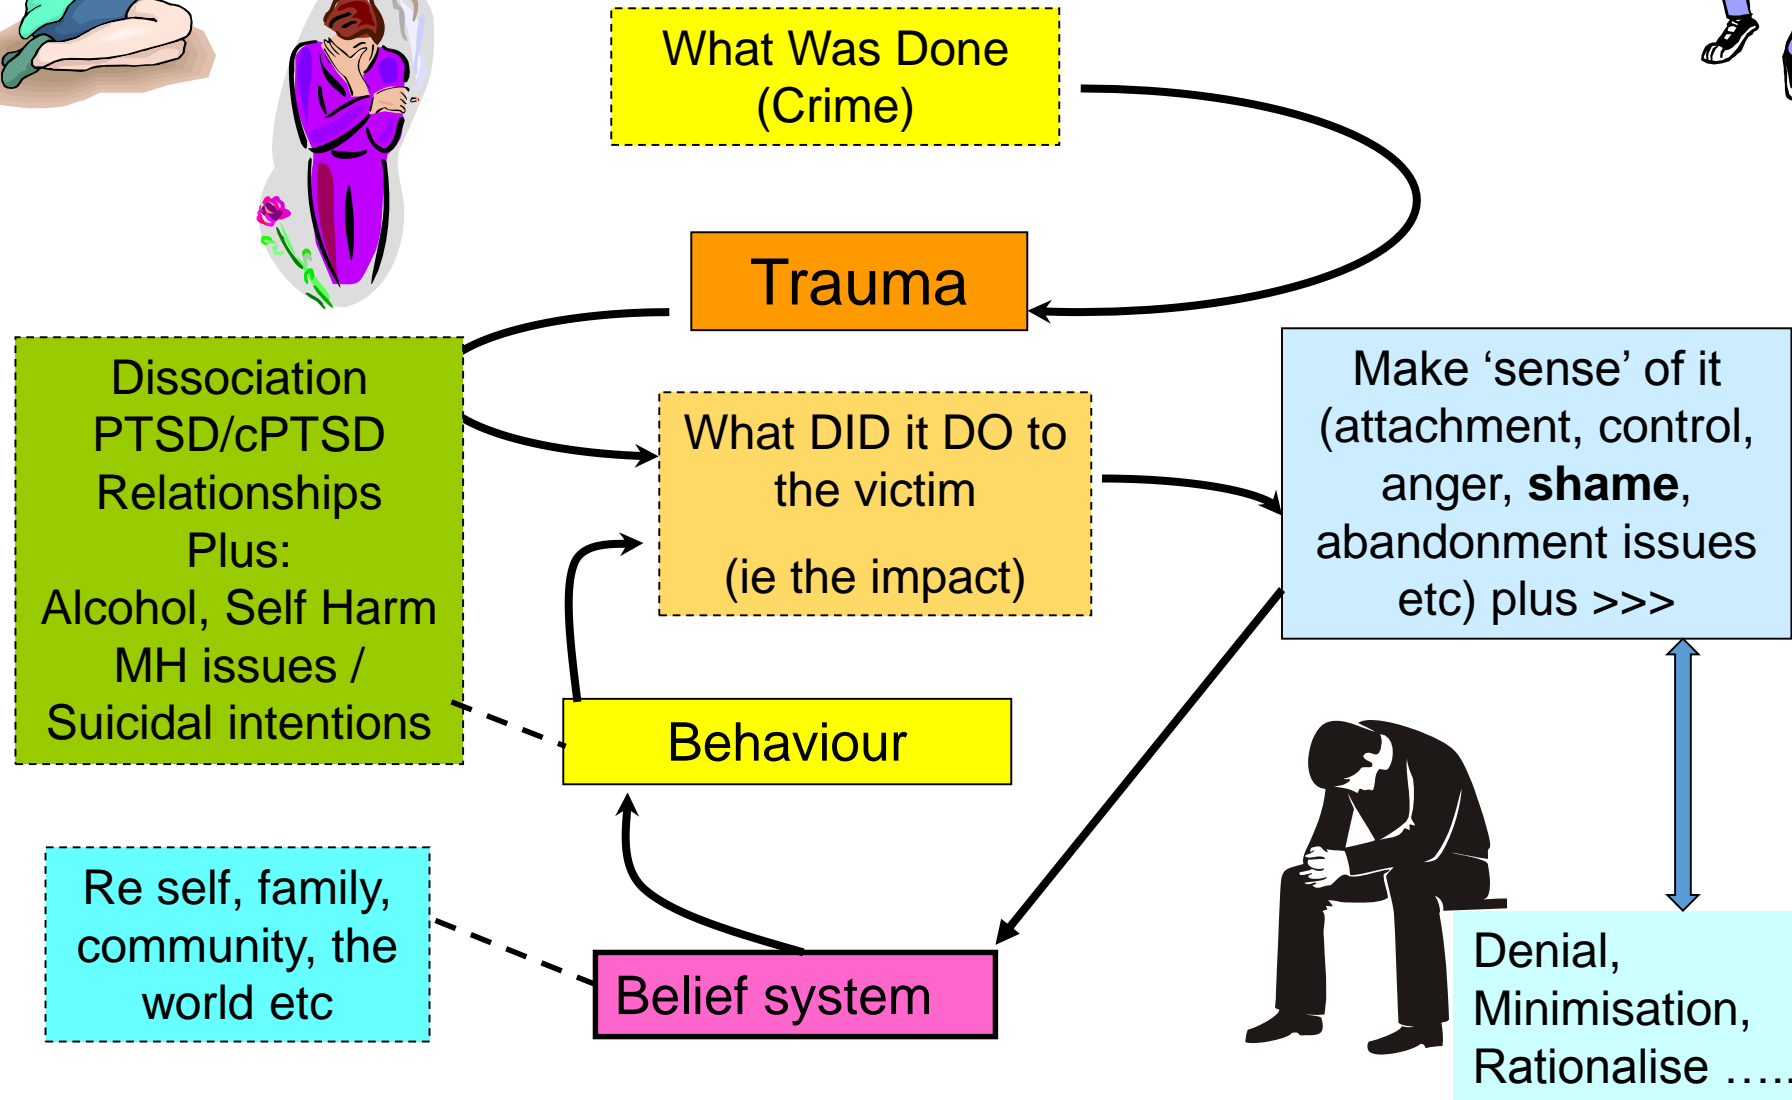 What Was Done
(Crime)
Trauma
Dissociation
PTSD/cPTSD
Relationships
Plus:
Alcohol, Self Harm
MH issues /
Suicidal intentions
What DID it DO to
the victim
(ie the impact)
Make ‘sense’ of it
(attachment, control,
anger, shame,
abandonment issues
etc) plus >>>
Behaviour
Re self, family,
community, the
world etc
Belief system
Denial,
Minimisation,
Rationalise …..